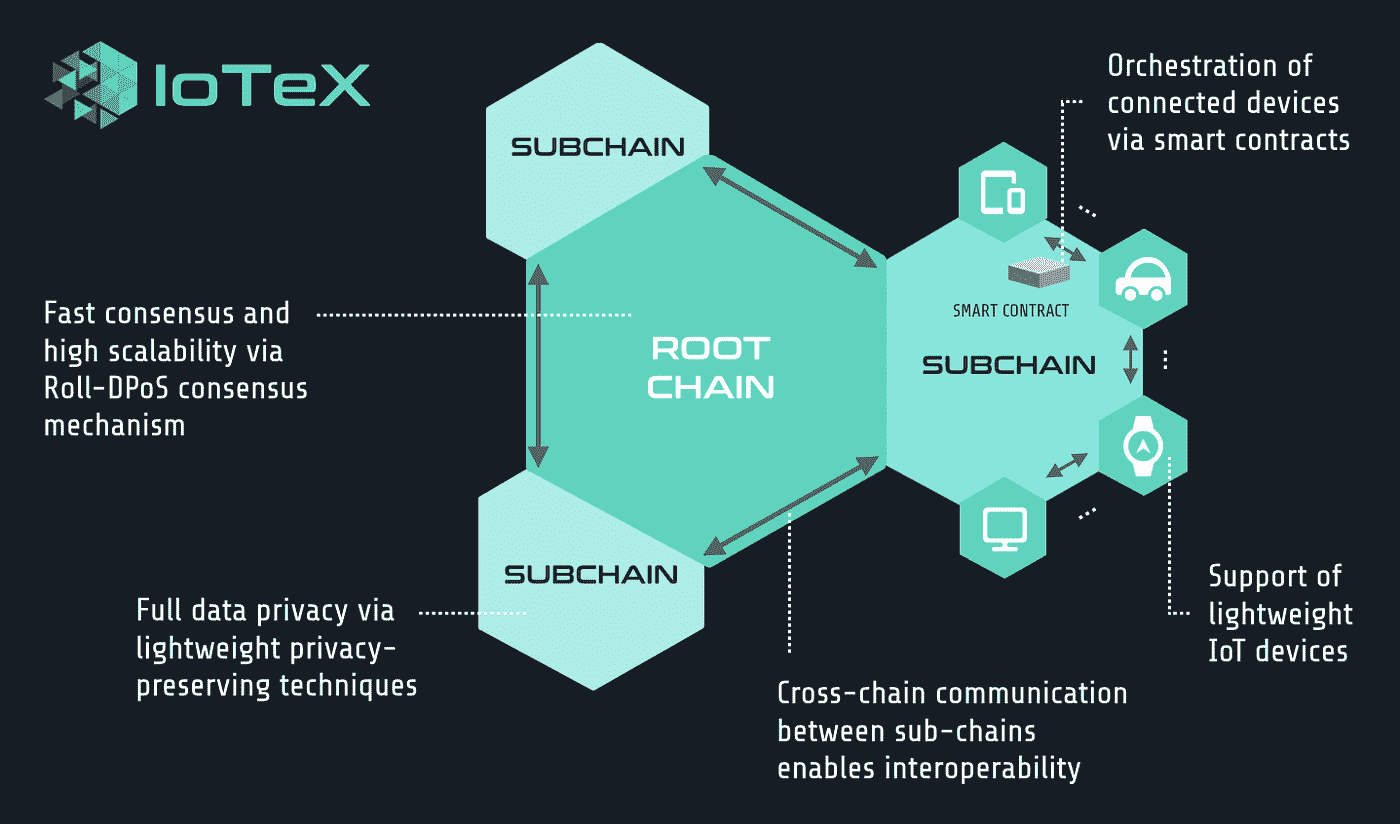 IoTeX
Orchestration of
connected devices
via smart contracts
SUBCHAIN
Fast consensus and
high scalability via
Roll-DPoS consensus
mechanism
ROOT
CHAIN
SMART CONTRACT
SUBCHAIN
SUBCHAIN
Full data privacy via
lightweight privacy-
preserving techniques
Support of
lightweight
IoT devices
Cross-chain communication
between sub-chains
enables interoperability